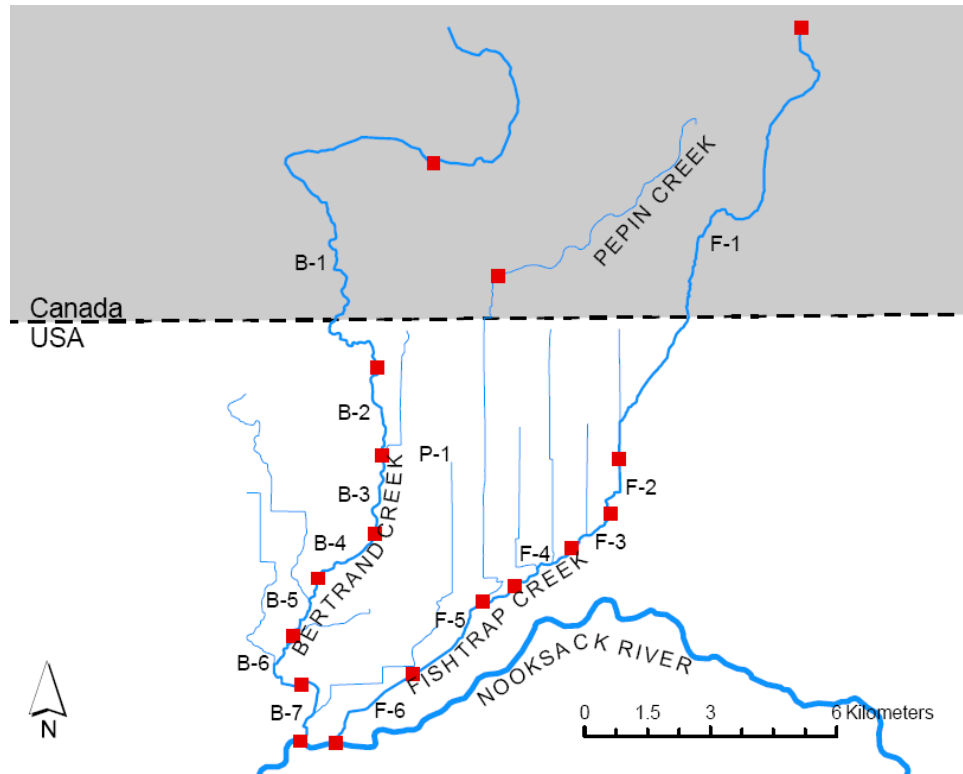 PEPIN CREEK
F-1
B-1
Canada
USA
B-2
P-1
B-3
F-2
BERTRAND CREEK
F-3
B-4
F-4
B-5
F-5
FISHTRAP CREEK
B-6
NOOKSACK RIVER
B-7
F-6
N
0 1.5 3 6 Kilometers